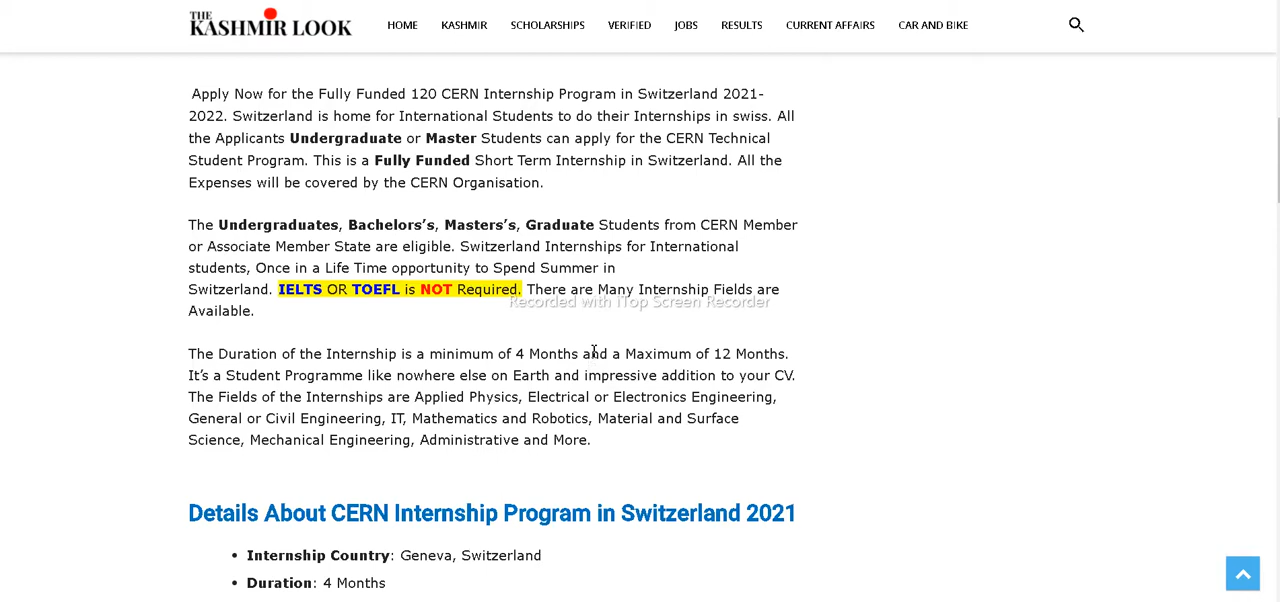 THE
KASHMIR LOOK
HOME KASHMIR SCHOLARSHIPS VERIFIED JOBS RESULTS CURRENT AFFAIRS CAR AND BIKE
Apply Now for the Fully Funded 120 CERN Internship Program in Switzerland 2021-
2022. Switzerland is home for International Students to do their Internships in swiss. All
the Applicants Undergraduate or Master Students can apply for the CERN Technical
Student Program. This is a Fully Funded Short Term Internship in Switzerland. All the
Expenses will be covered by the CERN Organisation.
The Undergraduates, Bachelors’s, Masters’s, Graduate Students from CERN Member
or Associate Member State are eligible. Switzerland Internships for International
students, Once in a Life Time opportunity to Spend Summer in
Switzerland. IELTS OR TOEFL is NOT Required. There are Many Internship Fields are
Recorded with iTop Screen Recorder
Available.
The Duration of the Internship is a minimum of 4 Months and a Maximum of 12 Months.
It’s a Student Programme like nowhere else on Earth and impressive addition to your CV.
The Fields of the Internships are Applied Physics, Electrical or Electronics Engineering,
General or Civil Engineering, IT, Mathematics and Robotics, Material and Surface
Science, Mechanical Engineering, Administrative and More.
Details About CERN Internship Program in Switzerland 2021
• Internship Country: Geneva, Switzerland
• Duration: 4 Months